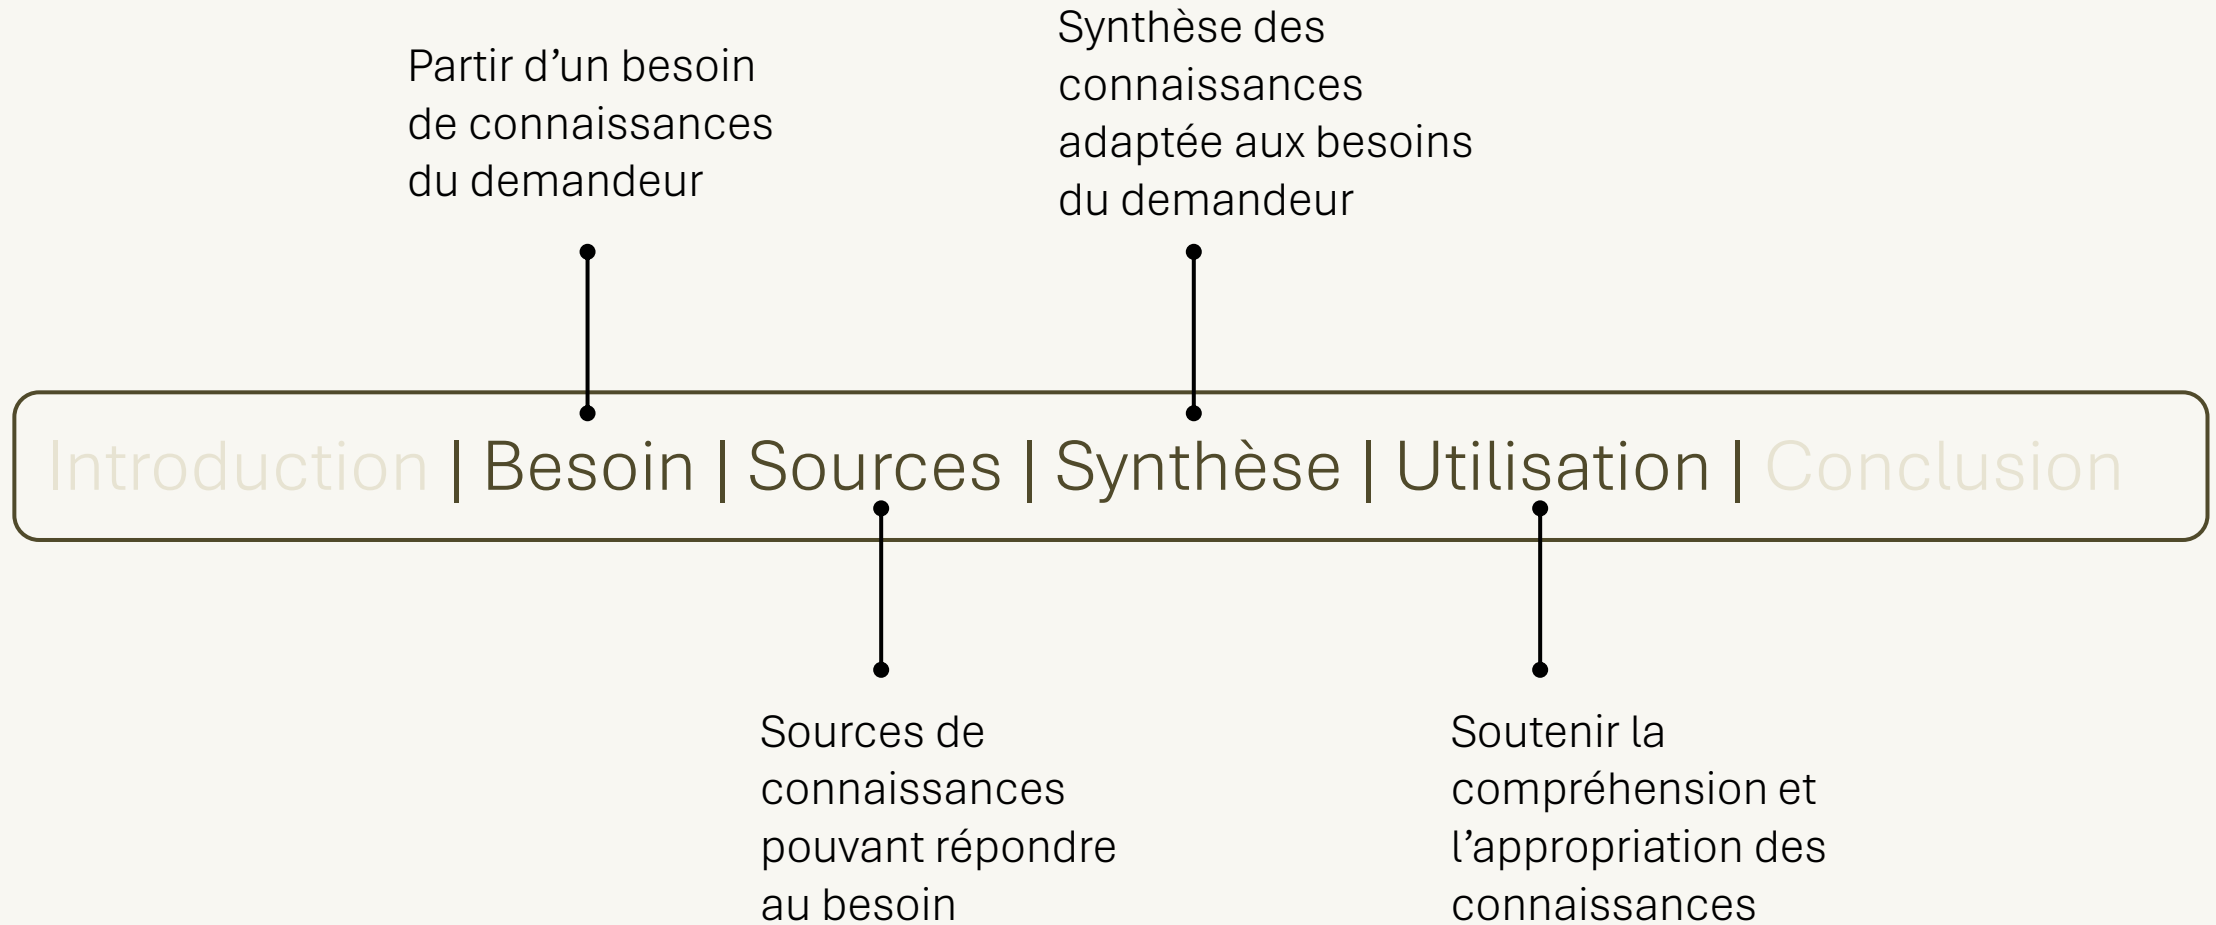 Partir d’un besoin
de connaissances
du demandeur
Synthèse des
connaissances
adaptée aux besoins
du demandeur
Introduction | Besoin | Sources | Synthèse | Utilisation | Conclusion
Sources de
connaissances
pouvant répondre
au besoin
Soutenir la
compréhension et
l’appropriation des
connaissances